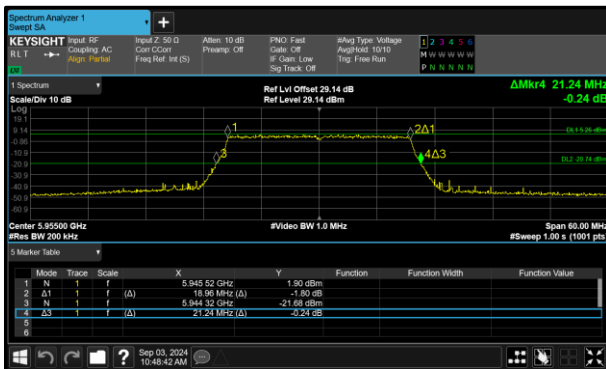 Spectrum Analyzer 1
Swept SA
KEYSIGHT Input: RF Input Z: 50 Ω Atten: 10 dB PNO: Fast #Avg Type: Voltage 1 2 3 4 5 6
RLT Coupling: AC Corr CCorr Preamp: Off Gate: Off Avg|Hold: 10/10 M W W W W W
Align: Partial Freq Ref: Int (S) IF Gain: Low Trig: Free Run
Sig Track: Off P N N N N N
1 Spectrum Ref Lvl Offset 29.14 dB ΔMkr4 21.24 MHz
Scale/Div 10 dB Ref Level 29.14 dBm -0.24 dB
Log
19.1
9.14 1 2Δ1 DL1 5.26 dBm
-0.86
-10.9 3 4Δ3
-20.9 DL2 -20.74 dBm
-30.9
-40.9
-50.9
-60.9
Center 5.95500 GHz #Video BW 1.0 MHz Span 60.00 MHz
#Res BW 200 kHz #Sweep 1.00 s (1001 pts)
5 Marker Table
Mode Trace Scale X Y Function Function Width Function Value
1 N 1 f 5.945 52 GHz 1.90 dBm
2 Δ1 1 f (Δ) 18.96 MHz (Δ) -1.80 dB
3 N 1 f 5.944 32 GHz -21.68 dBm
4 Δ3 1 f (Δ) 21.24 MHz (Δ) -0.24 dB
5
6
? Sep 03, 2024
10:48:42 AM